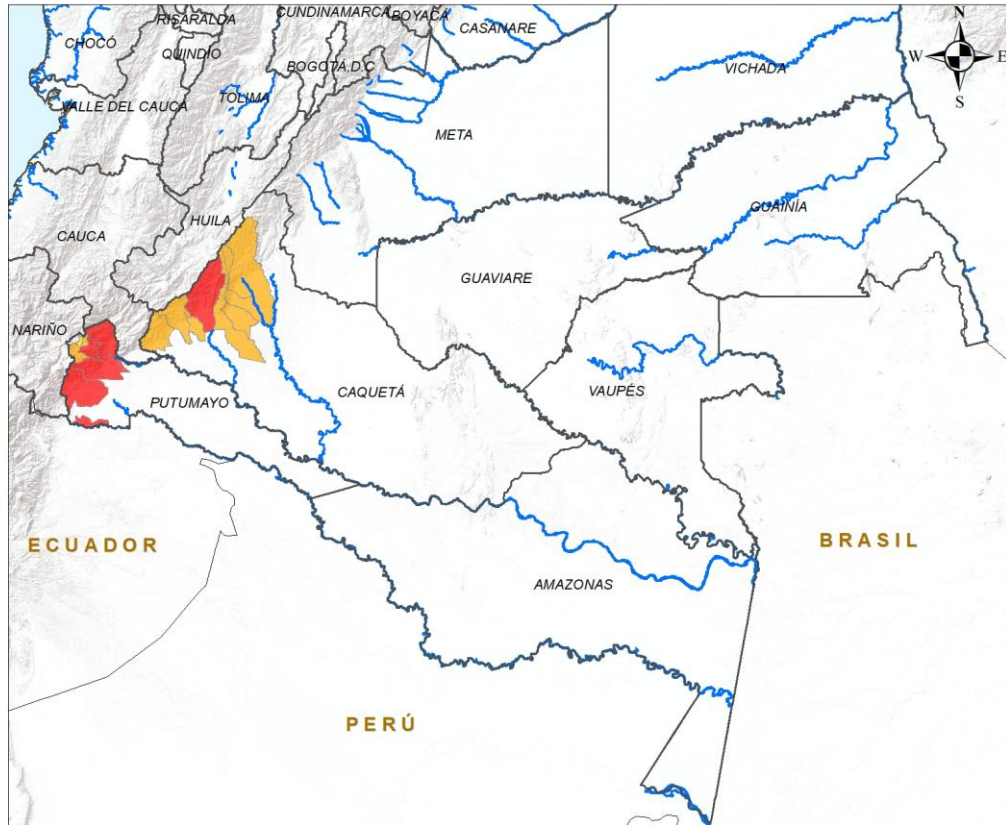 CUNDINAMARCA
BOYACÁ
RISARALDA
CASANARE
N
CHOCÓ
QUINDÍO
BOGOTÁ D.C
VICHADA
W
E
TOLIMA
S
VALLE DEL CAUCA
META
GUAINÍA
HUILA
CAUCA
GUAVIARE
NARIÑO
CAQUETÁ
VAUPÉS
PUTUMAYO
ECUADOR
BRASIL
AMAZONAS
PERÚ